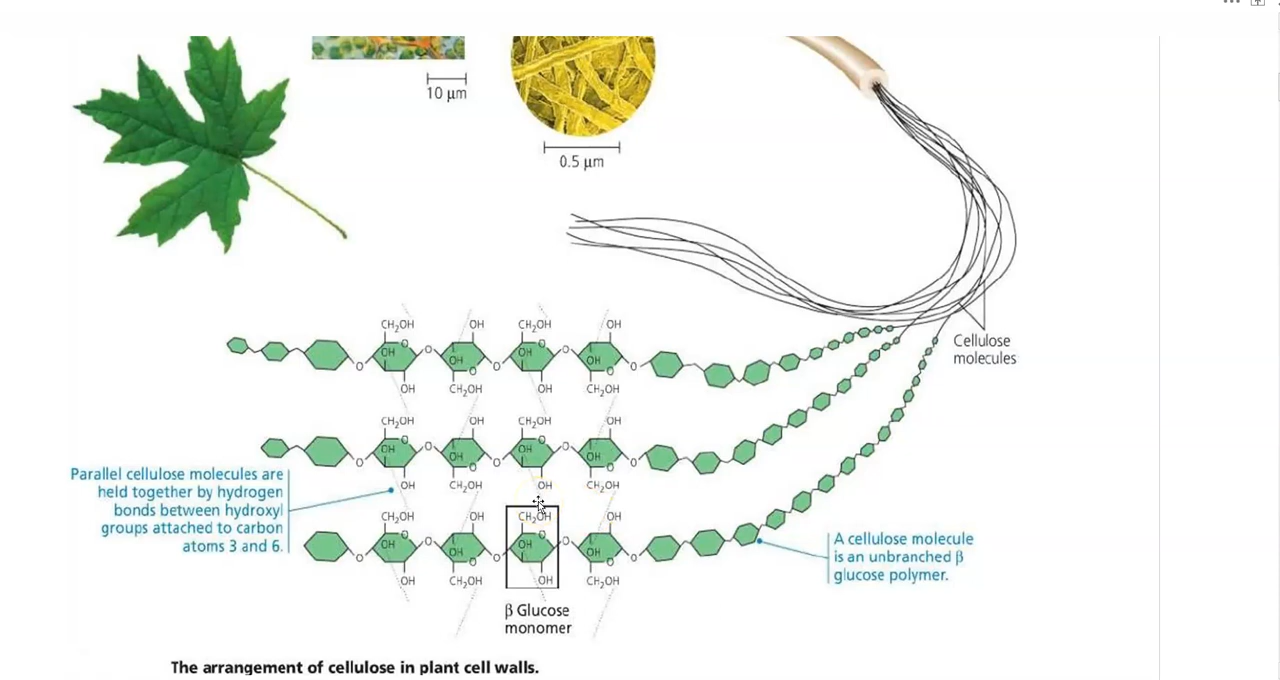 10 μm
0.5 μm
Cellulose
molecules
CH₂OH OH CH₂OH OH
O O
OH O OH O OH O OH O
O O
OH CH₂OH OH CH₂OH
CH₂OH OH CH₂OH OH
O O
OH O OH O OH O OH O
O O
OH CH₂OH OH CH₂OH
CH₂OH OH CH₂OH OH
O O
OH O OH O OH O OH O
O O
OH CH₂OH OH CH₂OH
Parallel cellulose molecules are
held together by hydrogen
bonds between hydroxyl
groups attached to carbon
atoms 3 and 6.
A cellulose molecule
is an unbranched β
glucose polymer.
β Glucose
monomer
The arrangement of cellulose in plant cell walls.